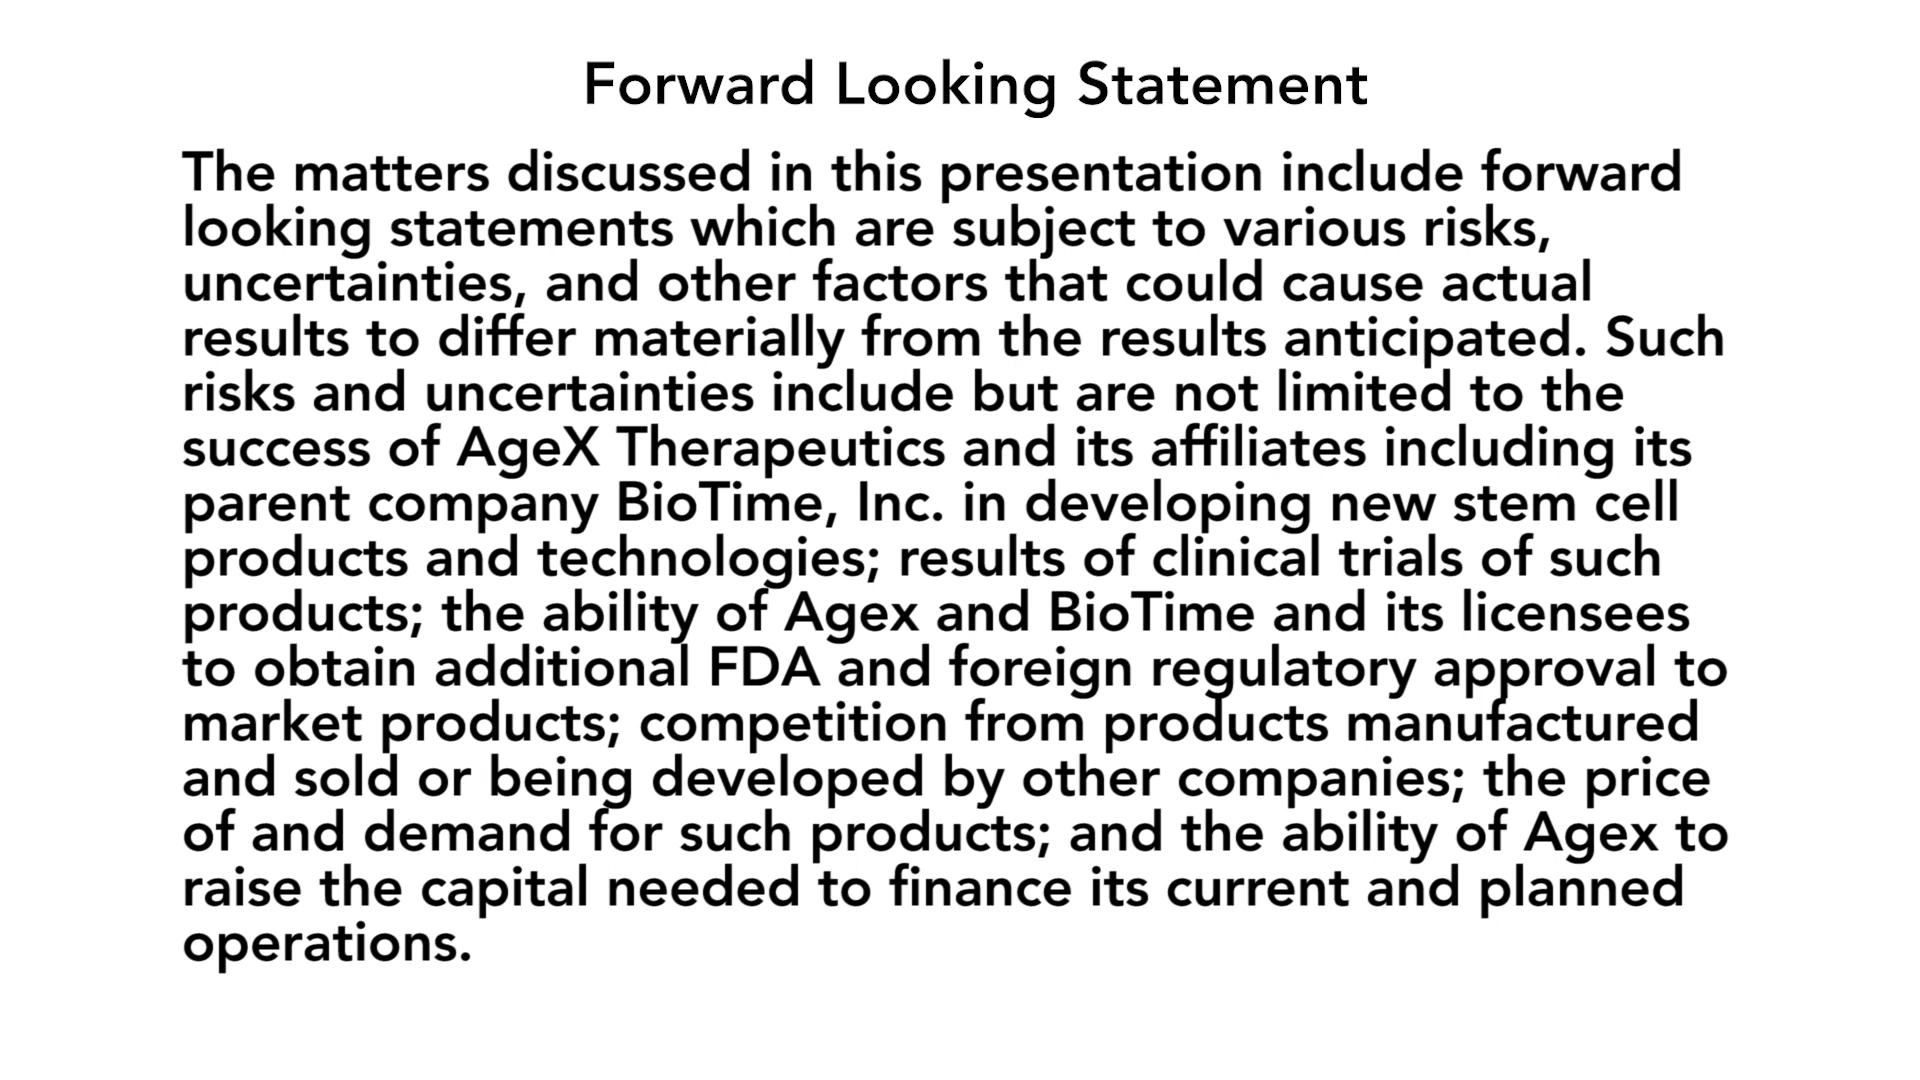 Forward Looking Statement
The matters discussed in this presentation include forward
looking statements which are subject to various risks,
uncertainties, and other factors that could cause actual
results to differ materially from the results anticipated. Such
risks and uncertainties include but are not limited to the
success of AgeX Therapeutics and its affiliates including its
parent company BioTime, Inc. in developing new stem cell
products and technologies; results of clinical trials of such
products; the ability of Agex and BioTime and its licensees
to obtain additional FDA and foreign regulatory approval to
market products; competition from products manufactured
and sold or being developed by other companies; the price
of and demand for such products; and the ability of Agex to
raise the capital needed to finance its current and planned
operations.